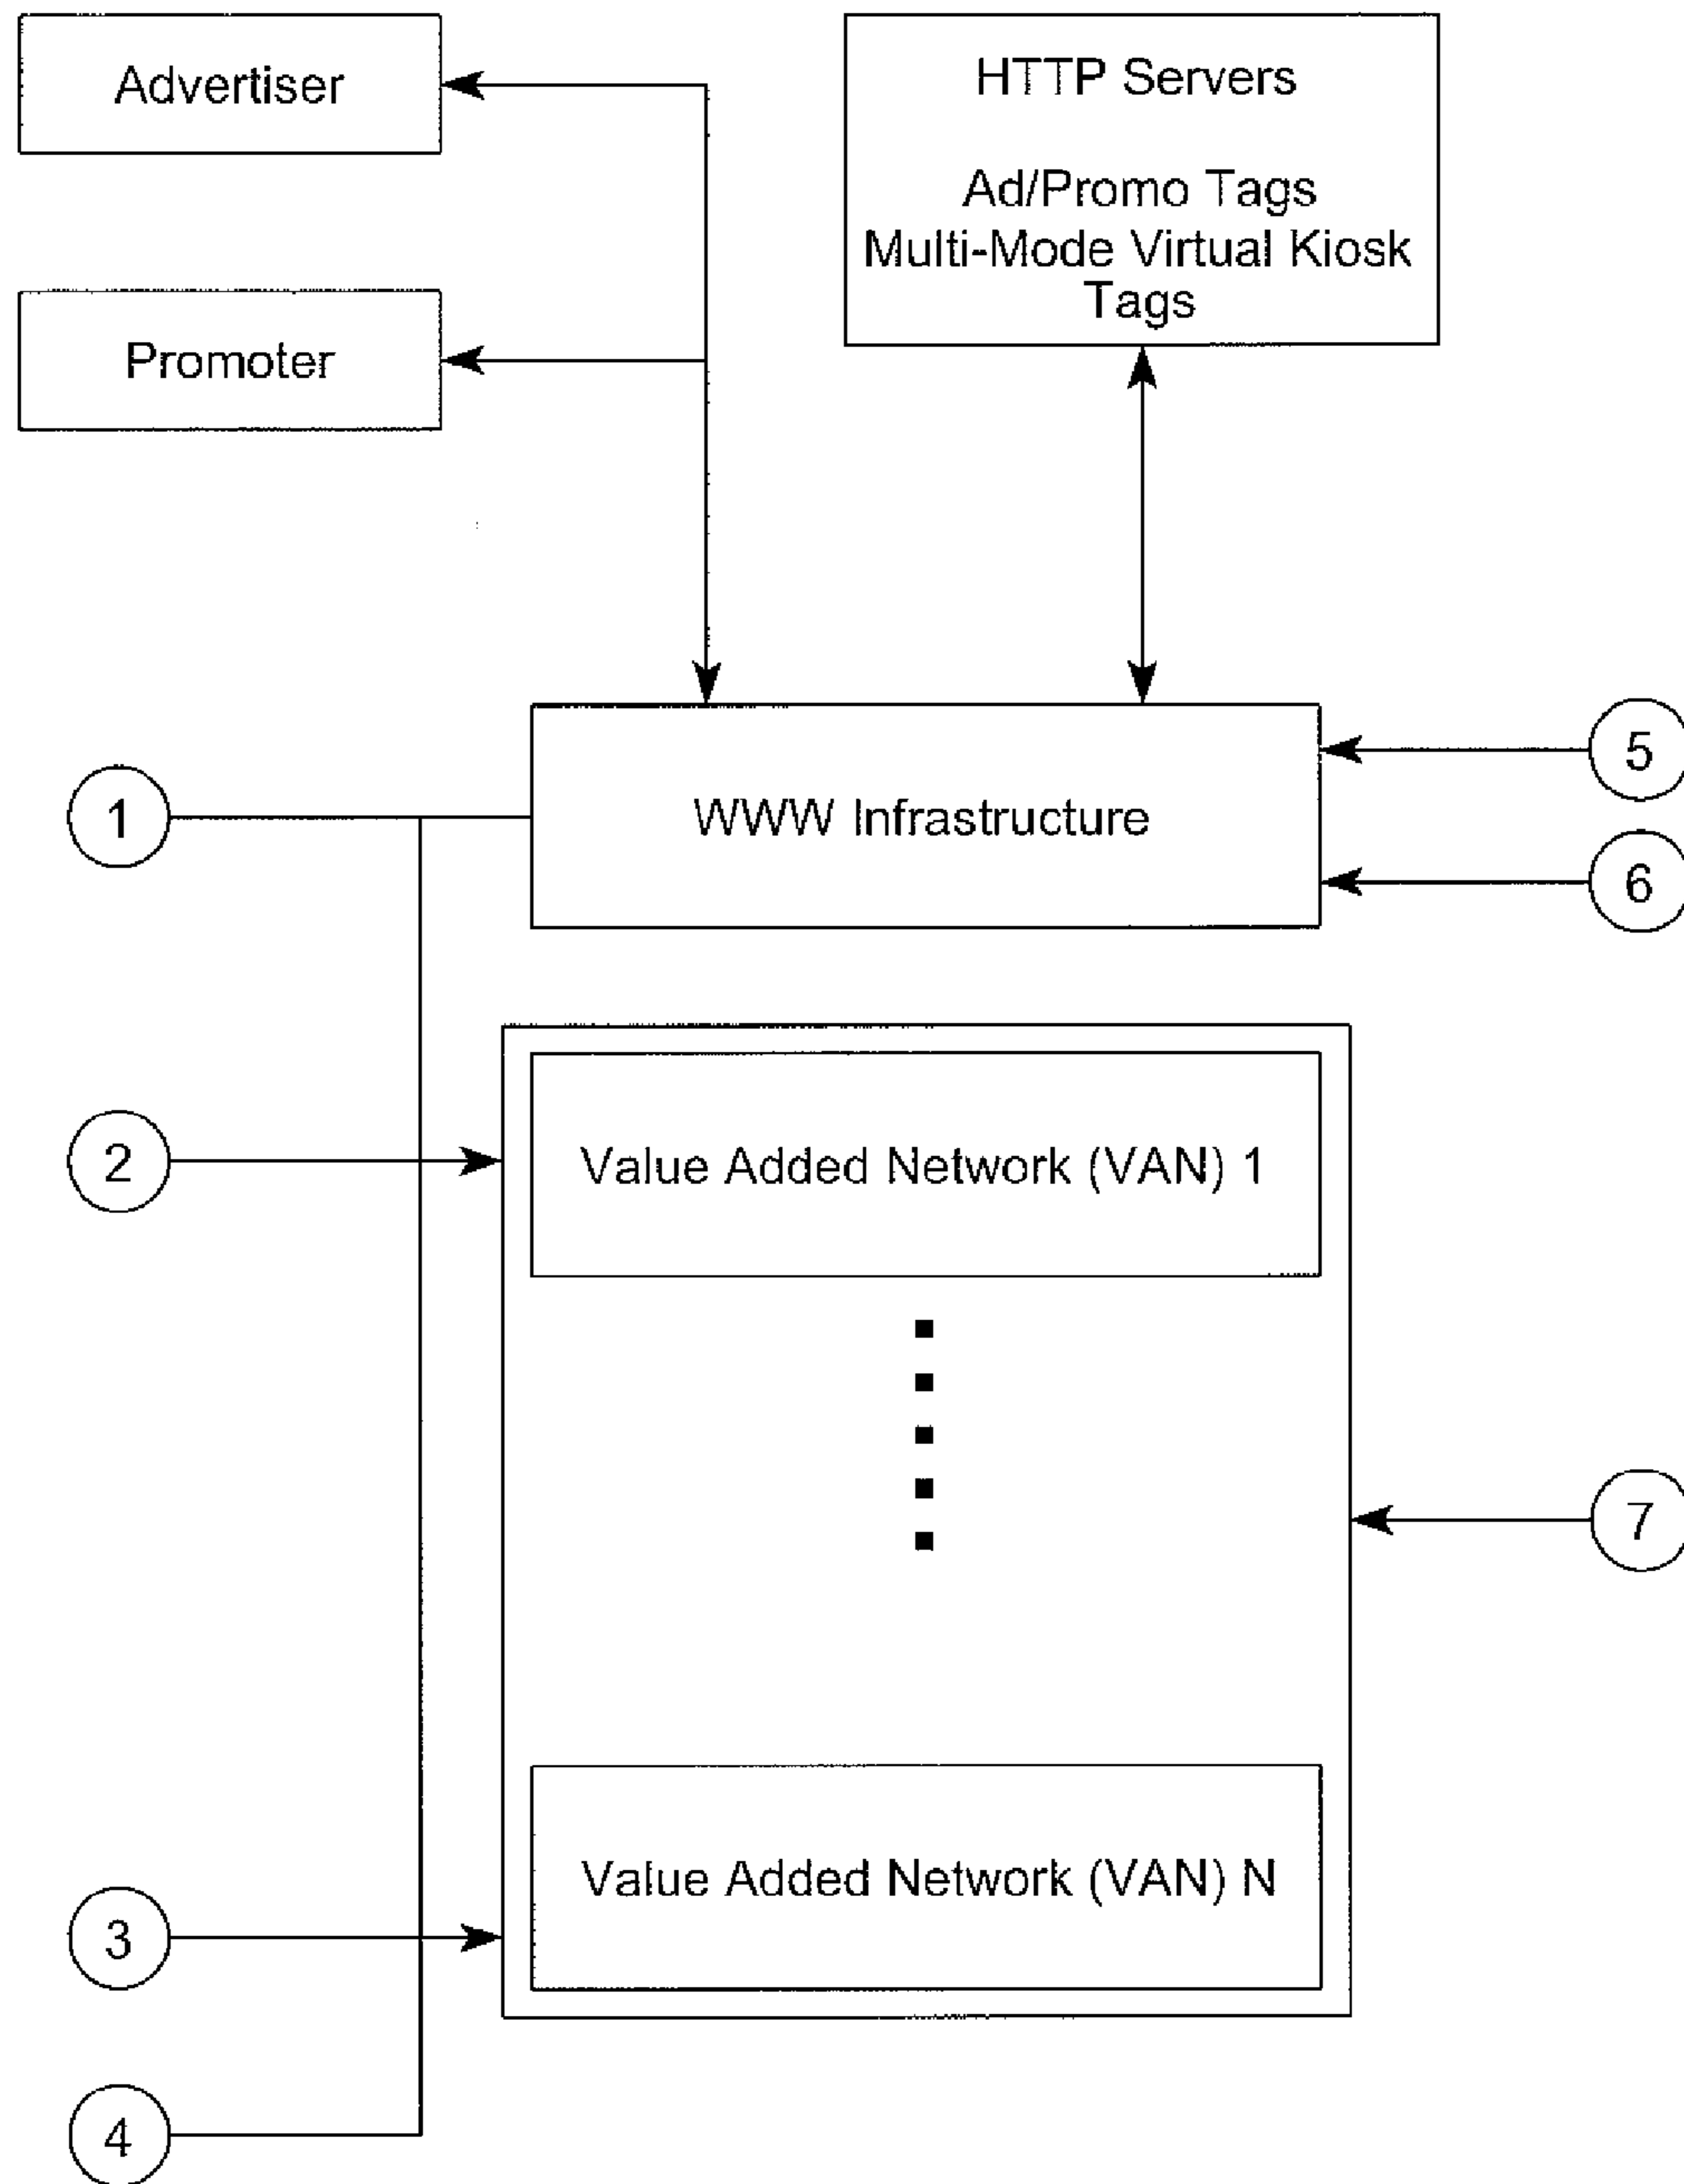 Advertiser
HTTP Servers
Ad/Promo Tags
Multi-Mode Virtual Kiosk
Tags
Promoter
5
1
WWW Infrastructure
6
2
Value Added Network (VAN) 1
7
Value Added Network (VAN) N
3
4